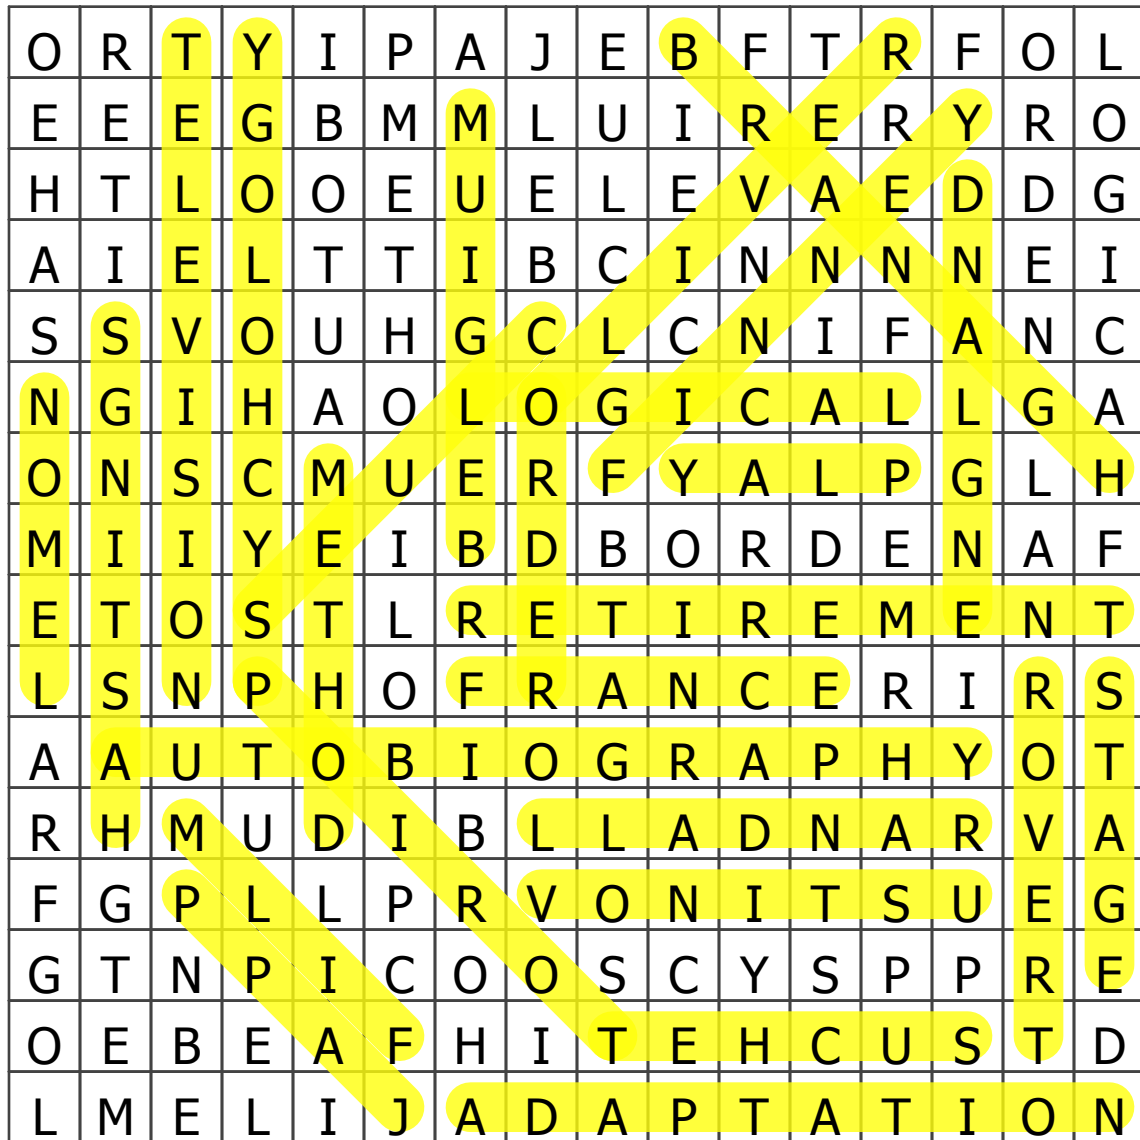 O R T Y I P A J E B F T R F O L
E E E G B M M L U I R E R Y R O
H T L O O E U E L E V A E D D G
A I E L T T I B C I N N N N E I
S S V O U H G C L C N I F A N C
N G I H A O L O G I C A L L G A
O N S C M U E R F Y A L P G L H
M I I Y E I B D B O R D E N A F
E T O S T L R E T I R E M E N T
L S N P H O F R A N C E R I R S
A A U T O B I O G R A P H Y O T
R H M U D I B L L A D N A R V A
F G P L L P R V O N I T S U E G
G T N P I C O O S C Y S P P R E
O E B E A F H I T E H C U S T D
L M E L I J A D A P T A T I O N